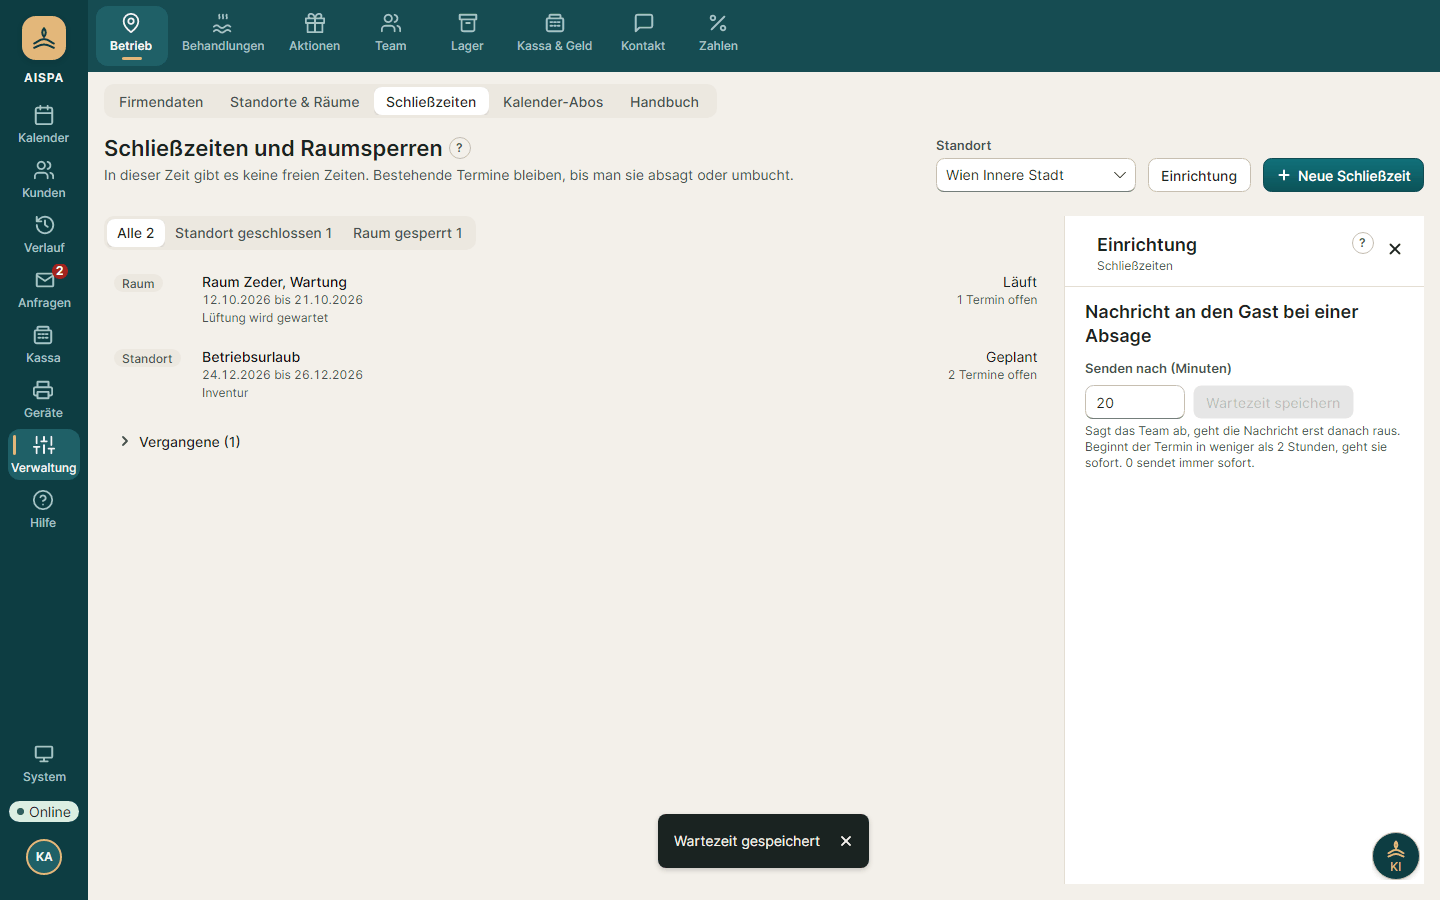 AISPA
Kalender
Kunden
Verlauf
2
Anfragen
Kassa
Geräte
Verwaltung
Hilfe
System
Online
KA
Betrieb
Behandlungen
Aktionen
Team
Lager
Kassa & Geld
Kontakt
Zahlen
Firmendaten
Standorte & Räume
Schließzeiten
Kalender-Abos
Handbuch
Schließzeiten und Raumsperren ?
In dieser Zeit gibt es keine freien Zeiten. Bestehende Termine bleiben, bis man sie absagt oder umbucht.
Standort
Wien Innere Stadt
Einrichtung
+ Neue Schließzeit
Alle 2
Standort geschlossen 1
Raum gesperrt 1
Raum
Raum Zeder, Wartung
12.10.2026 bis 21.10.2026
Lüftung wird gewartet
Läuft
1 Termin offen
Standort
Betriebsurlaub
24.12.2026 bis 26.12.2026
Inventur
Geplant
2 Termine offen
Vergangene (1)
Einrichtung
Schließzeiten
?
Nachricht an den Gast bei einer
Absage
Senden nach (Minuten)
20
Wartezeit speichern
Sagt das Team ab, geht die Nachricht erst danach raus.
Beginnt der Termin in weniger als 2 Stunden, geht sie
sofort. 0 sendet immer sofort.
Wartezeit gespeichert
KI